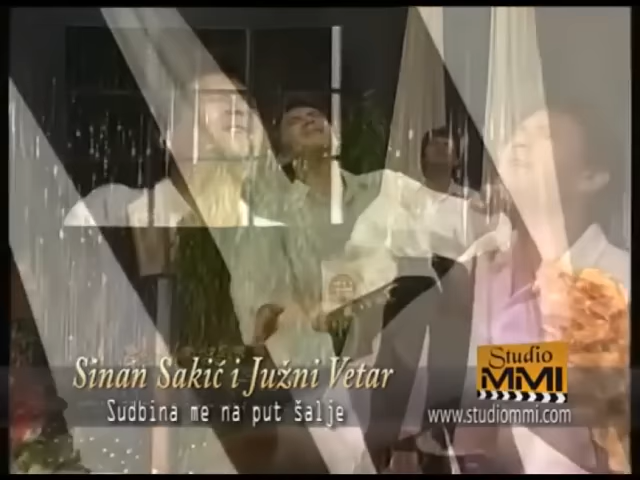 Sinan Sakić i Južni Vetar
Sudbina me na put šalje
Studio
MMI
www.studiommi.com